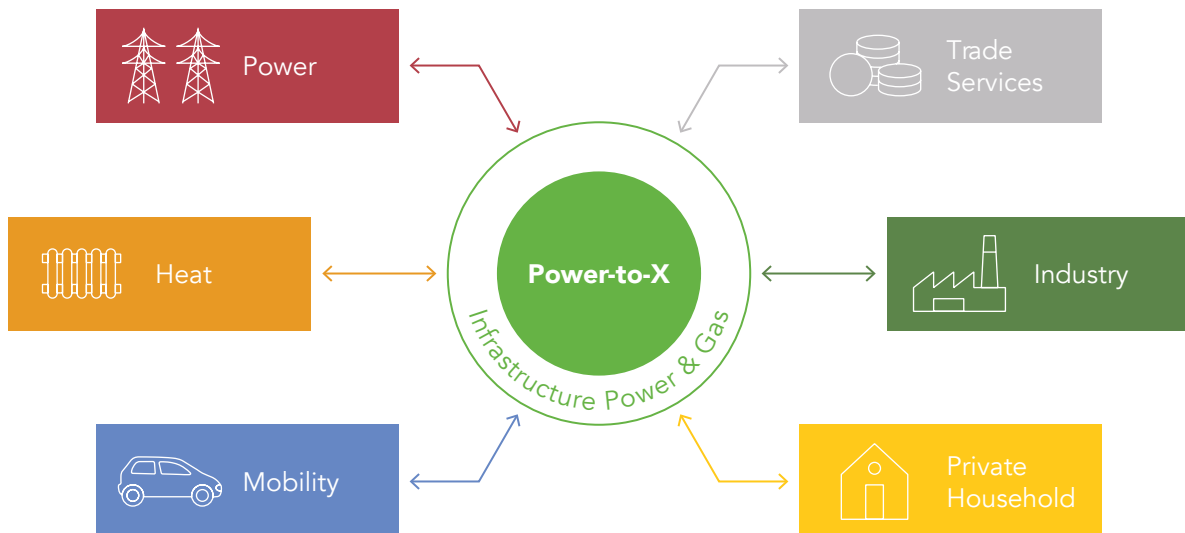 Power
Trade
Services
Heat
Power-to-X
Industry
Infrastructure Power & Gas
Mobility
Private
Household